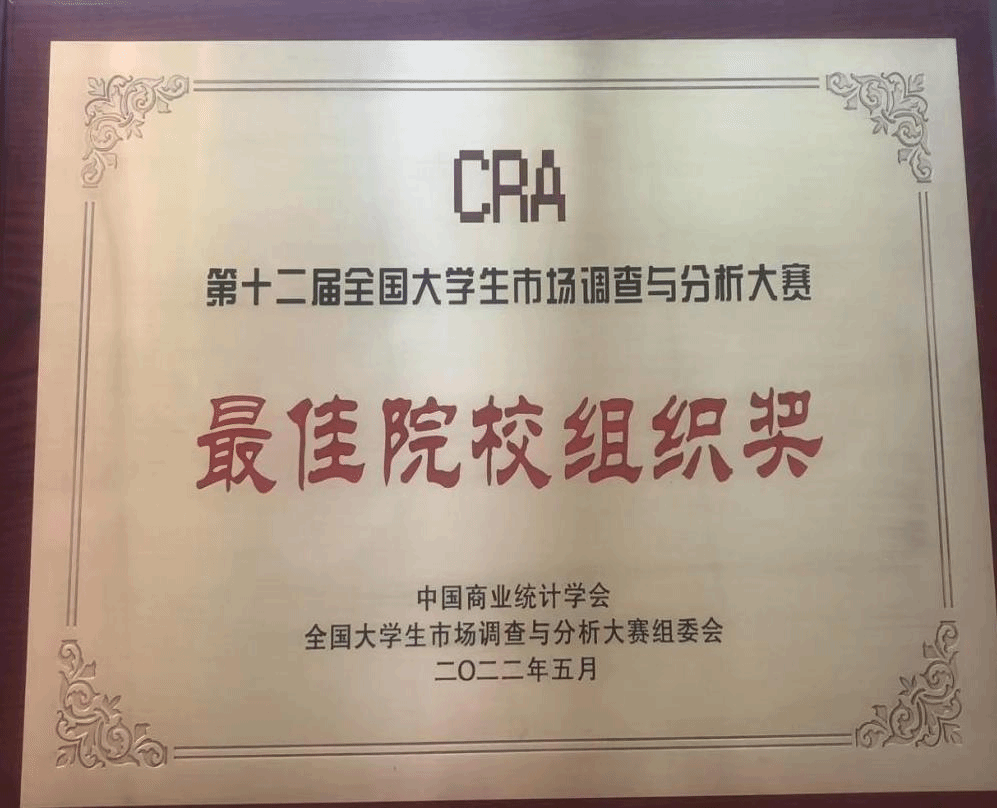 CRA
第十二届全国大学生市场调查与分析大赛
最佳院校组织奖
中国商业统计学会
全国大学生市场调查与分析大赛组委会
二〇二二年五月